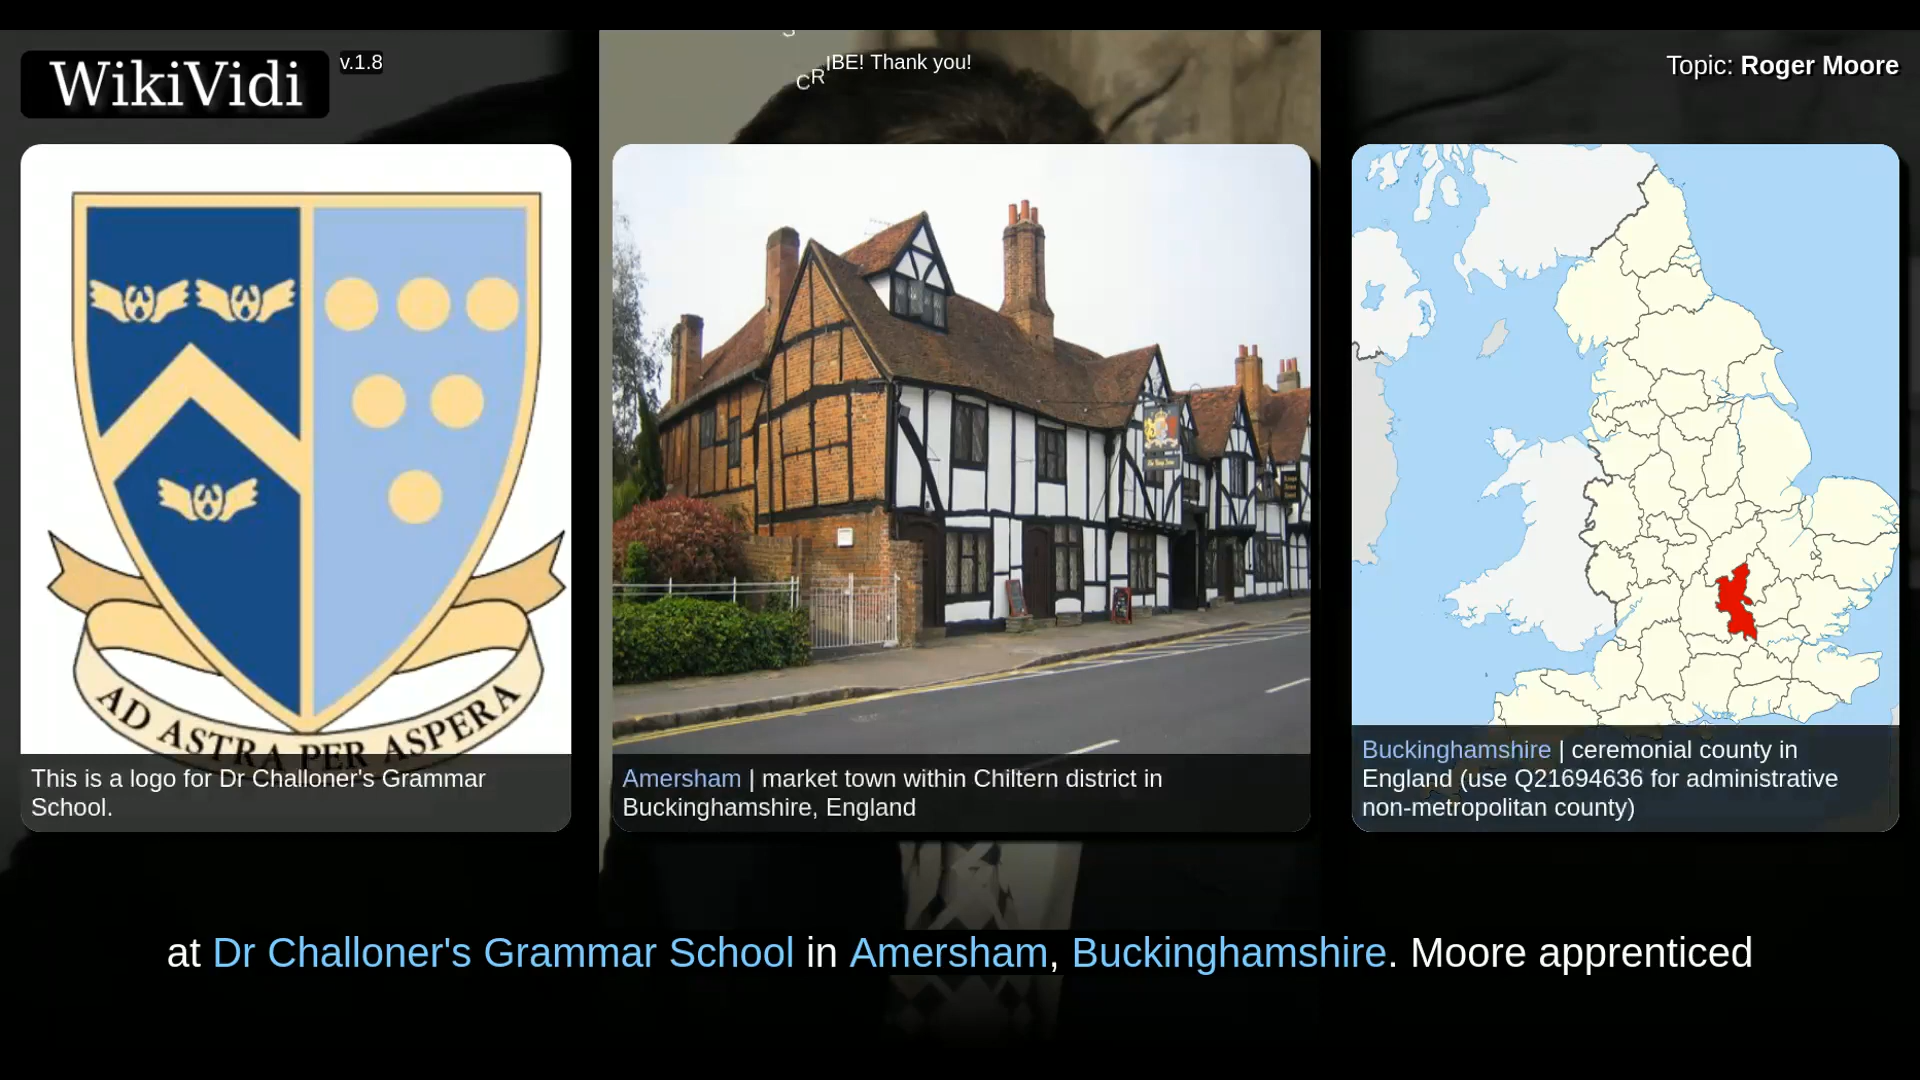 WikiVidi
v.1.8
CRIBE! Thank you!
Topic: Roger Moore
AD ASTRA PER ASPERA
This is a logo for Dr Challoner's Grammar
School.
Amersham | market town within Chiltern district in
Buckinghamshire, England
Buckinghamshire | ceremonial county in
England (use Q21694636 for administrative
non-metropolitan county)
at Dr Challoner's Grammar School in Amersham, Buckinghamshire. Moore apprenticed